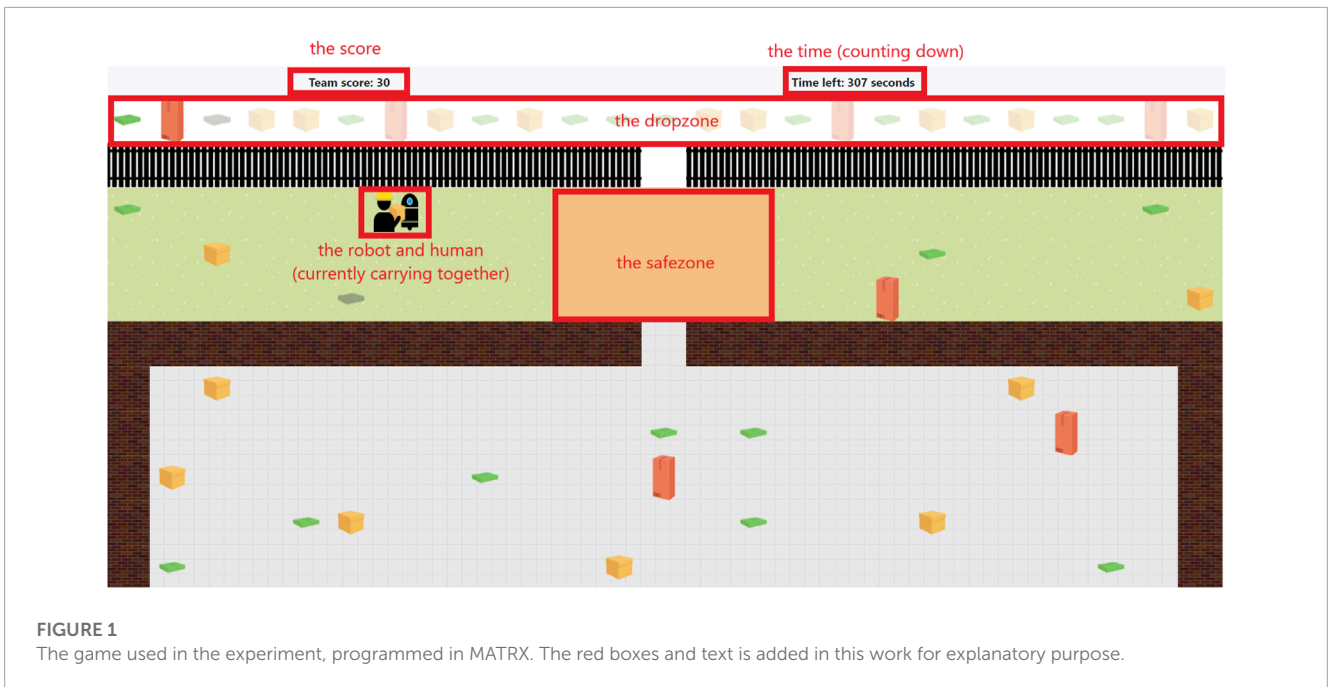 the score
the time (counting down)
Team score: 30
Time left: 307 seconds
the dropzone
the robot and human
(currently carrying together)
the safezone
FIGURE 1
The game used in the experiment, programmed in MATRX. The red boxes and text is added in this work for explanatory purpose.